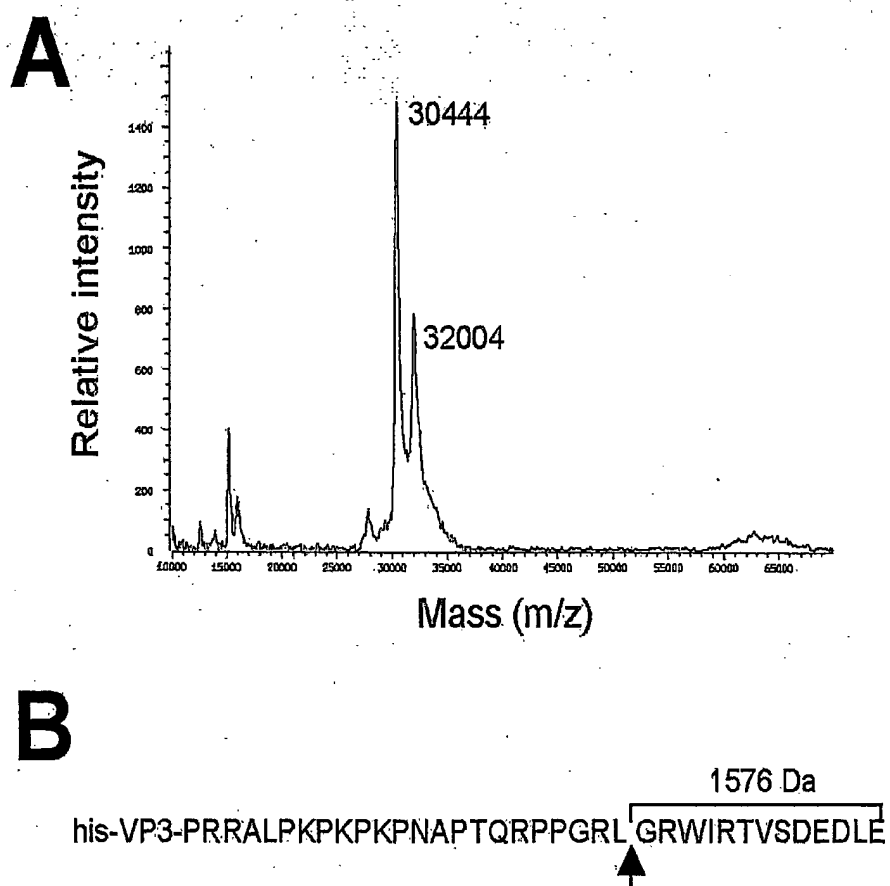 A
30444
1400
1200
1000
32004
800
600
400
200
0
10000 15000 20000 25000 30000 35000 40000 45000 50000 55000 60000 65000
Relative intensity
Mass (m/z)
B
1576 Da
his-VP3-PRRALPKPKPKPNAPTQRPPGRL GRWIRTVSDEDLE